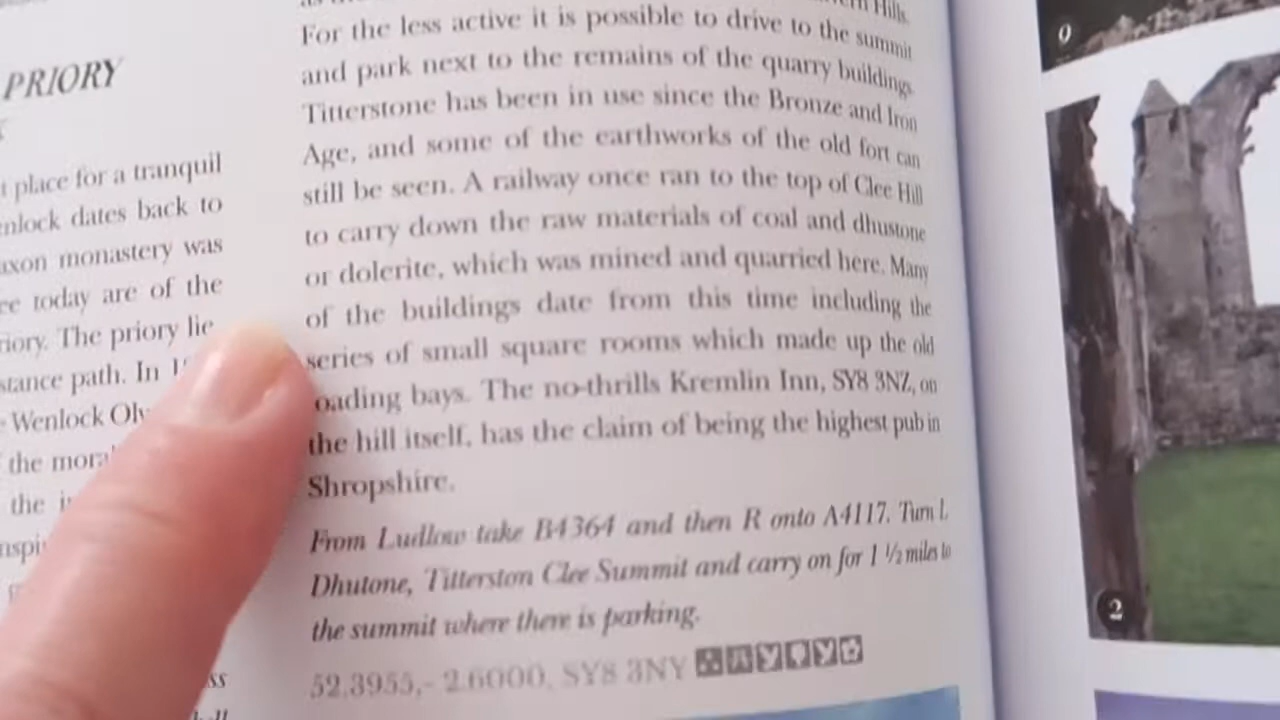 PRIORY
place for a tranquil
dates back to
monastery was
today are of the
The priory lie
path. In
Wenlock
the
the
Hills.
For the less active it is possible to drive to the summit
and park next to the remains of the quarry buildings.
Titterstone has been in use since the Bronze and Iron
Age, and some of the earthworks of the old fort can
still be seen. A railway once ran to the top of Clee Hill
to carry down the raw materials of coal and dhustone
or dolerite, which was mined and quarried here. Many
of the buildings date from this time including the
series of small square rooms which made up the old
oading bays. The no-thrills Kremlin Inn, SY8 3NZ, on
the hill itself, has the claim of being the highest pub in
Shropshire.
From Ludlow take B4364 and then R onto A4117. Turn L
Dhutone, Titterston Clee Summit and carry on for 1 ½ miles to
the summit where there is parking.
52.3955,- 2.6000, SY8 3NY
9
2